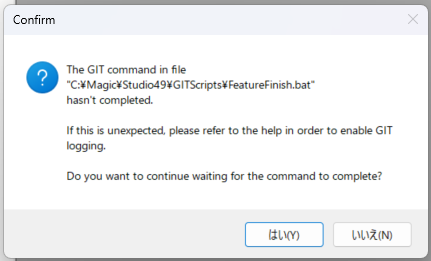 Confirm
The GIT command in file
"C:¥Magic¥Studio49¥GITScripts¥FeatureFinish.bat"
hasn't completed.
If this is unexpected, please refer to the help in order to enable GIT
logging.
Do you want to continue waiting for the command to complete?
はい(Y)
いいえ(N)